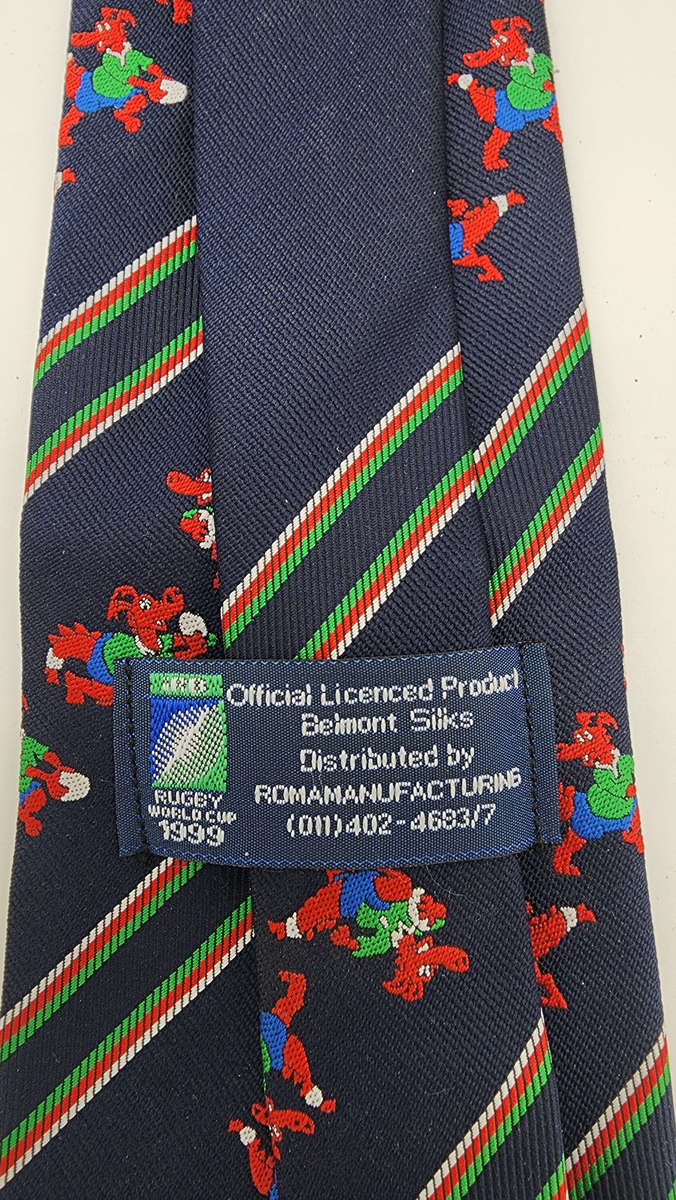 IRB
Official Licenced Product
Belmont Silks
Distributed by
ROMAMANUFACTURING
(011)402-4683/7
RUGBY
WORLD CUP
1999